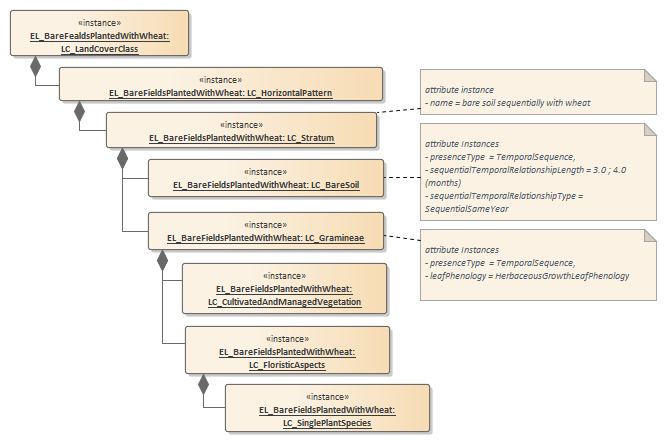 «instance»
EL_BareFealdsPlantedWithWheat:
LC_LandCoverClass
«instance»
EL_BareFieldsPlantedWithWheat: LC_HorizontalPattern
attribute instance
- name = bare soil sequentially with wheat
«instance»
EL_BareFieldsPlantedWithWheat: LC_Stratum
attribute Instances
- presenceType = TemporalSequence,
- sequentialTemporalRelationshipLength = 3.0 ; 4.0
(months)
- sequentialTemporalRelationshipType =
SequentialSameYear
«instance»
EL_BareFieldsPlantedWithWheat: LC_BareSoil
«instance»
EL_BareFieldsPlantedWithWheat: LC_Gramineae
attribute Instances
- presenceType = TemporalSequence,
- leafPhenology = HerbaceousGrowthLeafPhenology
«instance»
EL_BareFieldsPlantedWithWheat:
LC_CultivatedAndManagedVegetation
«instance»
EL_BareFieldsPlantedWithWheat:
LC_FloristicAspects
«instance»
EL_BareFieldsPlantedWithWheat:
LC_SinglePlantSpecies